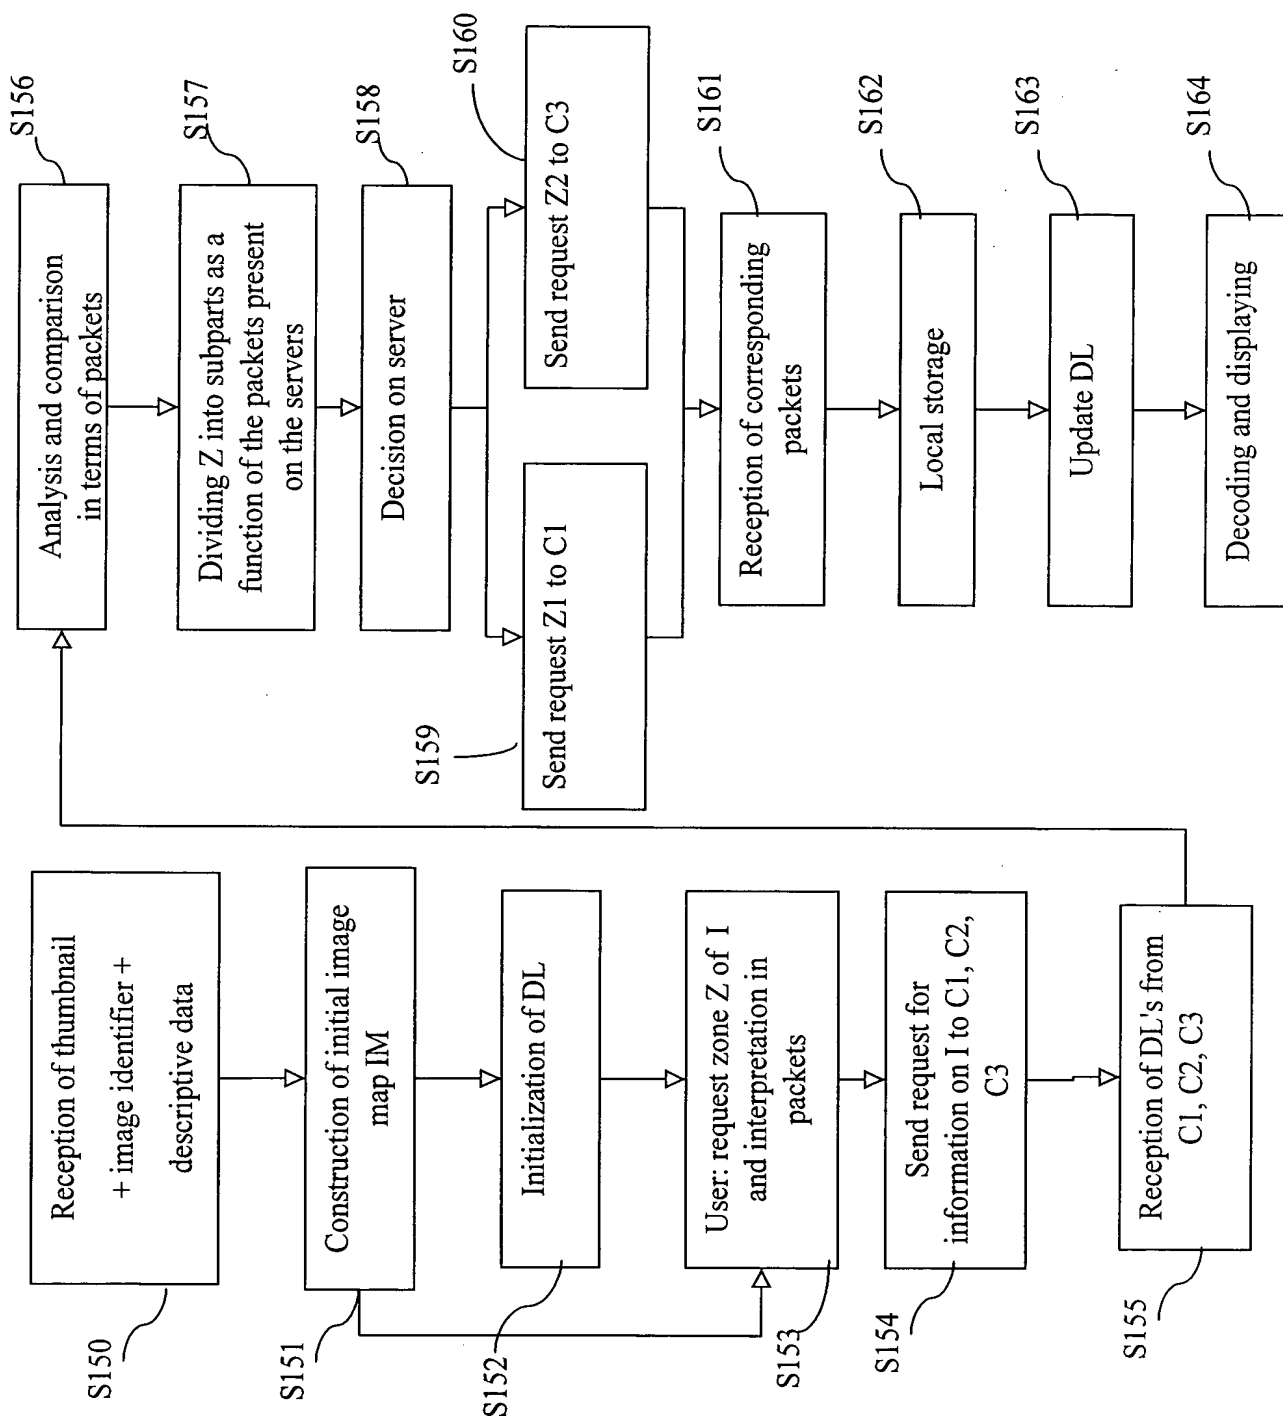 S150
Reception of thumbnail
+ image identifier +
descriptive data
S151
Construction of initial image
map IM
S152
Initialization of DL
S153
User: request zone Z of I
and interpretation in
packets
S154
Send request for
information on I to C1, C2,
C3
S155
Reception of DL's from
C1, C2, C3
S156
Analysis and comparison
in terms of packets
S157
Dividing Z into subparts as a
function of the packets present
on the servers
S158
Decision on server
S159
Send request Z1 to C1
S160
Send request Z2 to C3
S161
Reception of corresponding
packets
S162
Local storage
S163
Update DL
S164
Decoding and displaying